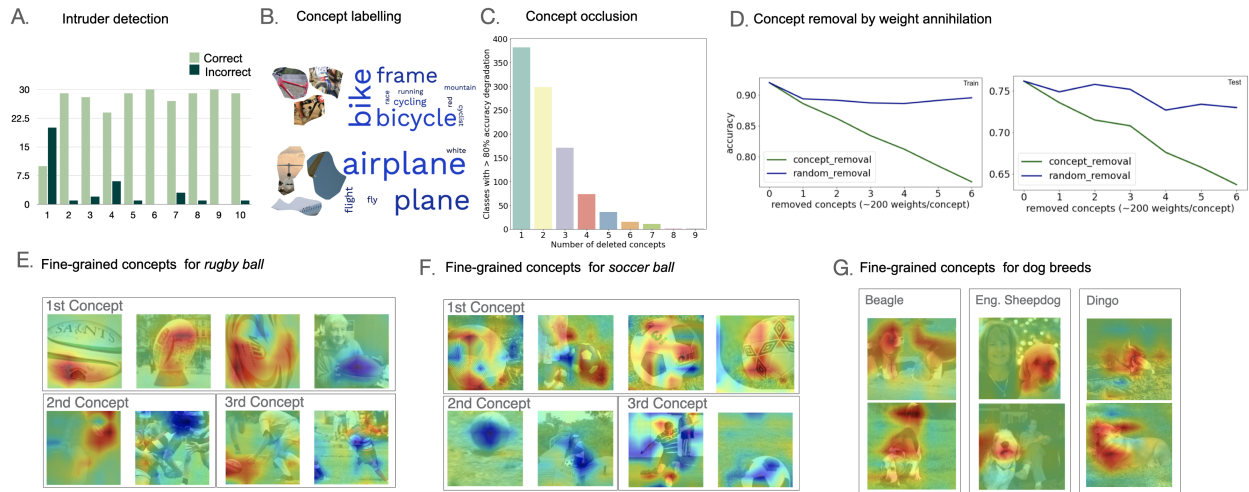 A. Intruder detection
Correct
Incorrect
30
22.5
15
7.5
0
1 2 3 4 5 6 7 8 9 10
B. Concept labelling
bike
frame
mountain
race
running
cycling
red
cyclist
bicycle
white
airplane
flight
fly
plane
C. Concept occlusion
Classes with > 80% accuracy degradation
400
350
300
250
200
150
100
50
0
1 2 3 4 5 6 7 8 9
Number of deleted concepts
D. Concept removal by weight annihilation
Train
accuracy
0.90
0.85
0.80
concept_removal
random_removal
0 1 2 3 4 5 6
removed concepts (~200 weights/concept)
Test
0.75
0.70
0.65
concept_removal
random_removal
0 1 2 3 4 5 6
removed concepts (~200 weights/concept)
E. Fine-grained concepts for rugby ball
1st Concept
SAINTS
2nd Concept
3rd Concept
F. Fine-grained concepts for soccer ball
1st Concept
2nd Concept
3rd Concept
G. Fine-grained concepts for dog breeds
Beagle
Eng. Sheepdog
Dingo